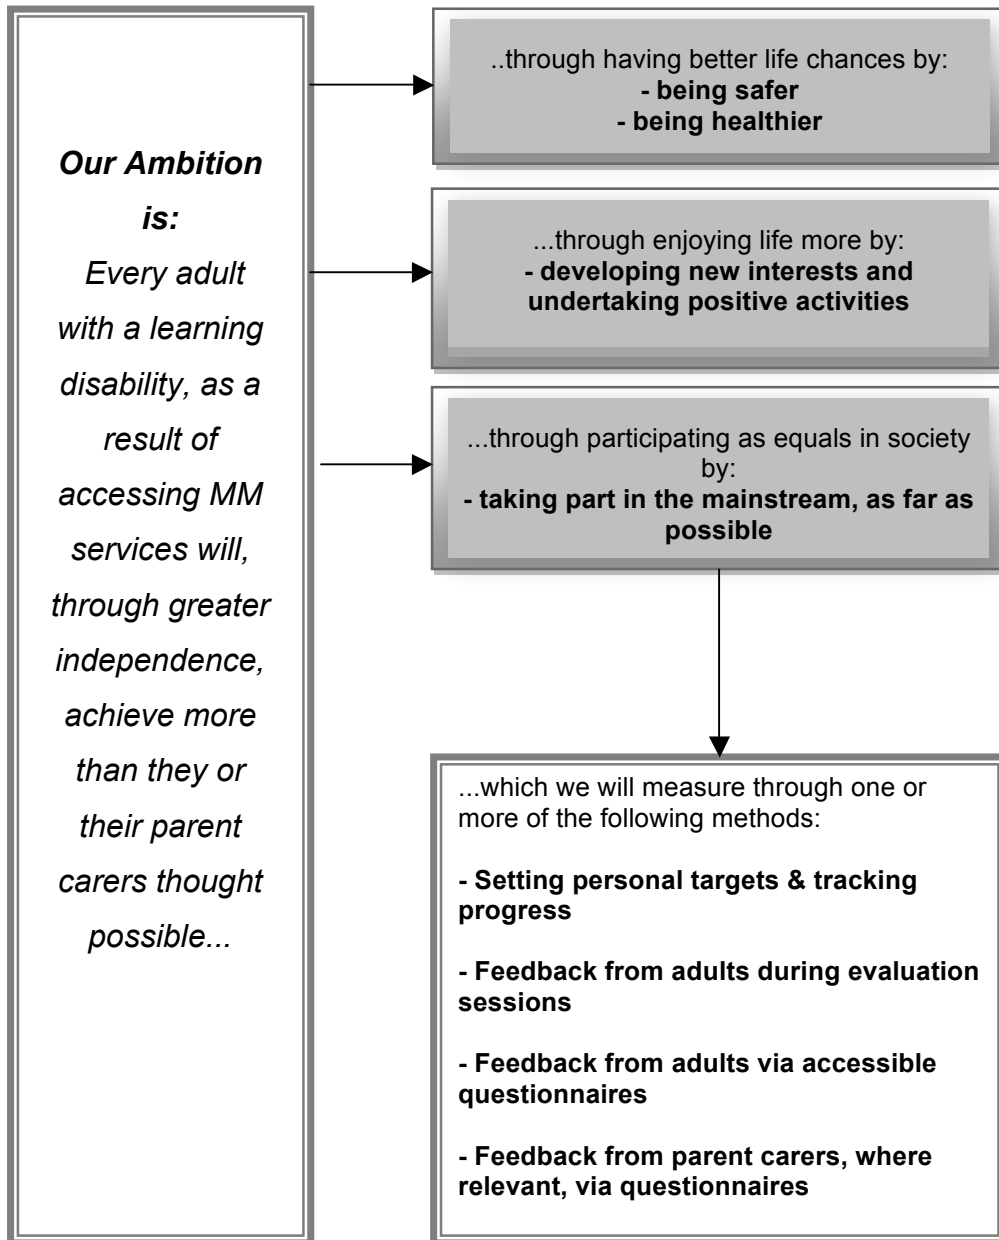 Our Ambition
is:
Every adult
with a learning
disability, as a
result of
accessing MM
services will,
through greater
independence,
achieve more
than they or
their parent
carers thought
possible...
..through having better life chances by:
- being safer
- being healthier
...through enjoying life more by:
- developing new interests and
undertaking positive activities
...through participating as equals in society
by:
- taking part in the mainstream, as far as
possible
...which we will measure through one or
more of the following methods:
- Setting personal targets & tracking
progress
- Feedback from adults during evaluation
sessions
- Feedback from adults via accessible
questionnaires
- Feedback from parent carers, where
relevant, via questionnaires